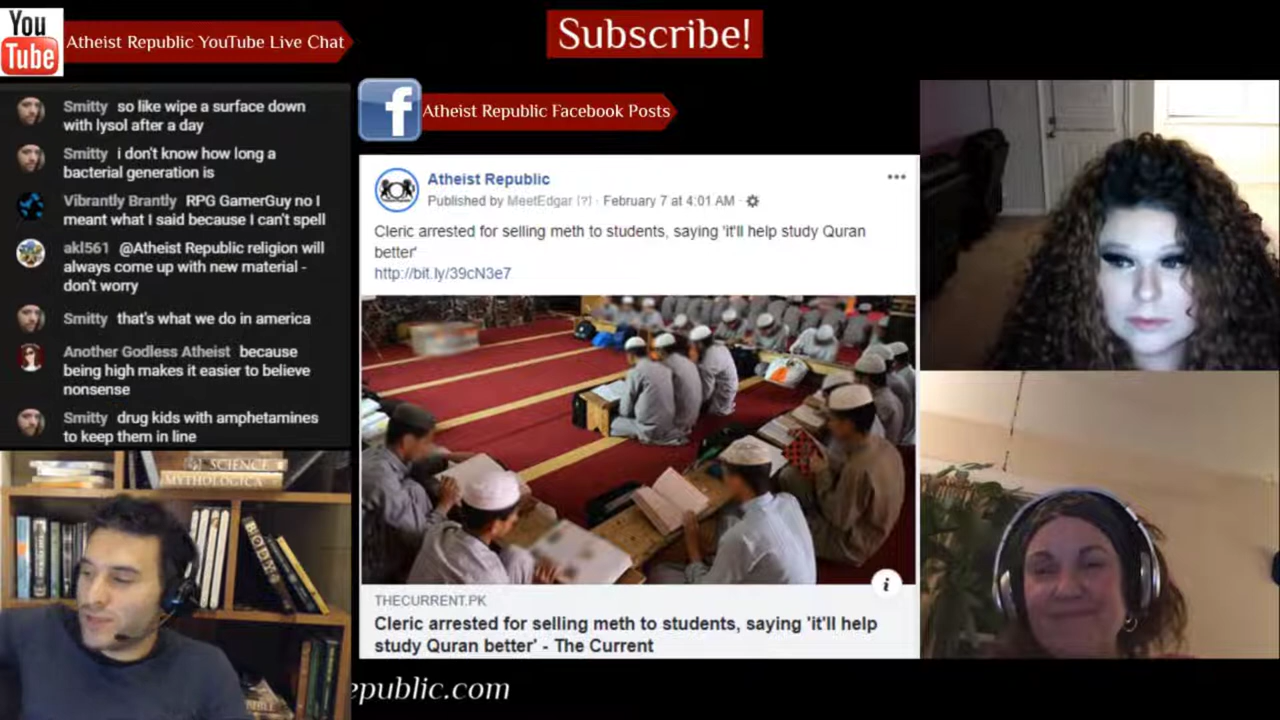 You
Tube
Atheist Republic YouTube Live Chat
Subscribe!
Smitty so like wipe a surface down
with lysol after a day
Smitty i don't know how long a
bacterial generation is
Vibrantly Brantly RPG GamerGuy no I
meant what I said because I can't spell
akl561 @Atheist Republic religion will
always come up with new material -
don't worry
Smitty that's what we do in america
Another Godless Atheist because
being high makes it easier to believe
nonsense
Smitty drug kids with amphetamines
to keep them in line
f
Atheist Republic Facebook Posts
Atheist Republic
Published by MeetEdgar [?] · February 7 at 4:01 AM ·
Cleric arrested for selling meth to students, saying 'it'll help study Quran
better'
http://bit.ly/39cN3e7
i
THECURRENT.PK
Cleric arrested for selling meth to students, saying 'it'll help
study Quran better' - The Current
SCIENCE
MYTHOLOGICA
BORN
epublic.com